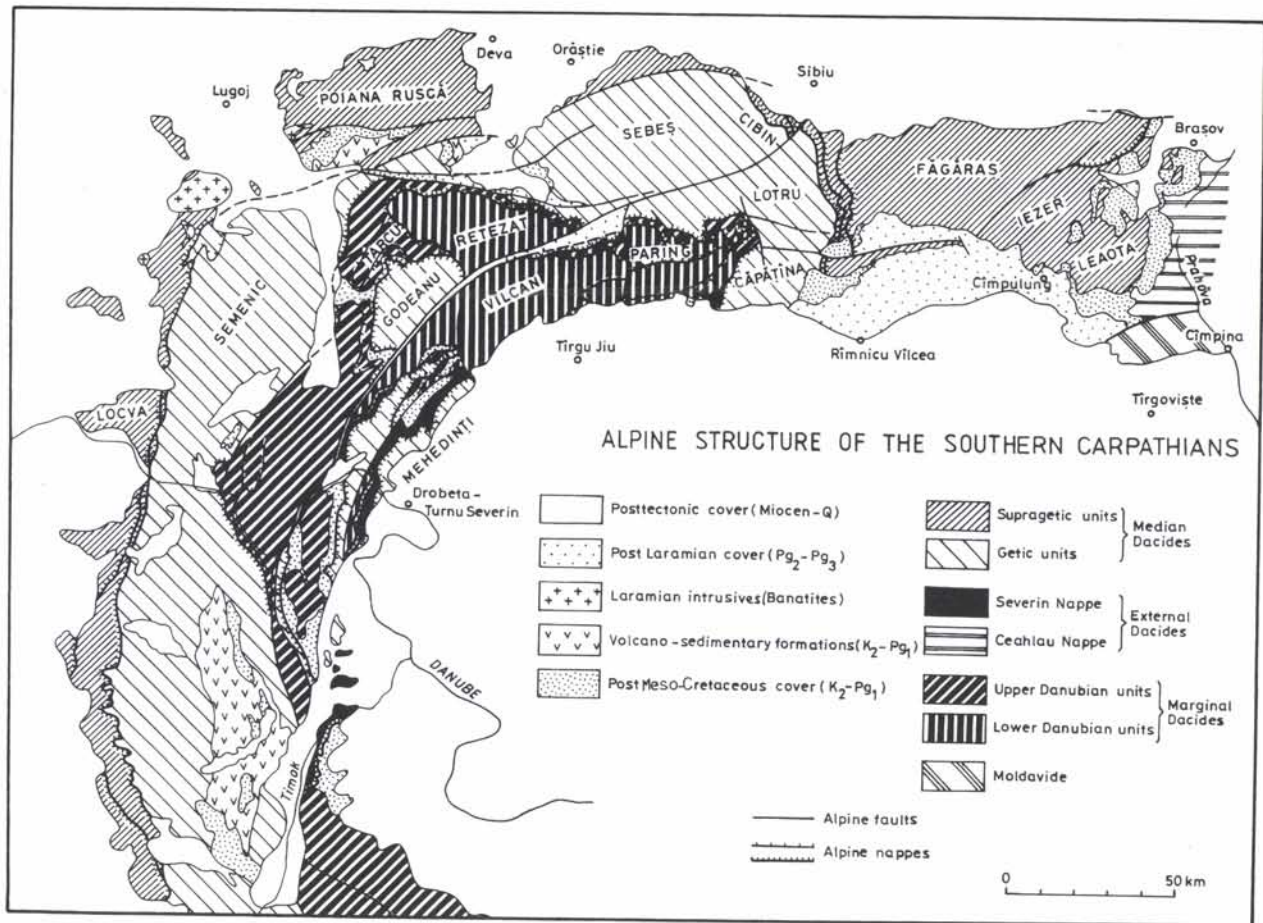 Deva
Orăștie
Lugoj
Sibiu
POIANA RUSCĂ
Brașov
SEBEȘ
CIBIN
FĂGĂRAS
LOTRU
IEZER
RETEZAT
ȚARCU
PARING
LEAOTA
GODEANU
VILCAN
CĂPĂȚÎNA
Cîmpulung
Prahova
SEMENIC
Tîrgu Jiu
Rîmnicu Vîlcea
Cîmpina
LOCVA
Tîrgoviște
MEHEDINȚI
Drobeta-
Turnu Severin
DANUBE
Timok
ALPINE STRUCTURE OF THE SOUTHERN CARPATHIANS
Posttectonic cover (Miocen-Q)
Post Laramian cover (Pg₂-Pg₃)
Laramian intrusives (Banatites)
Volcano-sedimentary formations (K₂-Pg₁)
Post Meso-Cretaceous cover (K₂-Pg₁)
Supragetic units
Getic units
Median
Dacides
Severin Nappe
Ceahlau Nappe
External
Dacides
Upper Danubian units
Lower Danubian units
Marginal
Dacides
Moldavide
Alpine faults
Alpine nappes
0 50 km